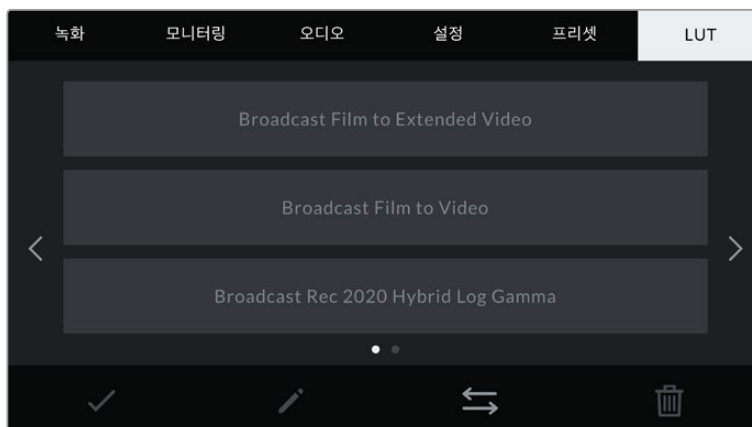 녹화 모니터링 오디오 설정 프리셋 LUT
Broadcast Film to Extended Video
Broadcast Film to Video
Broadcast Rec 2020 Hybrid Log Gamma